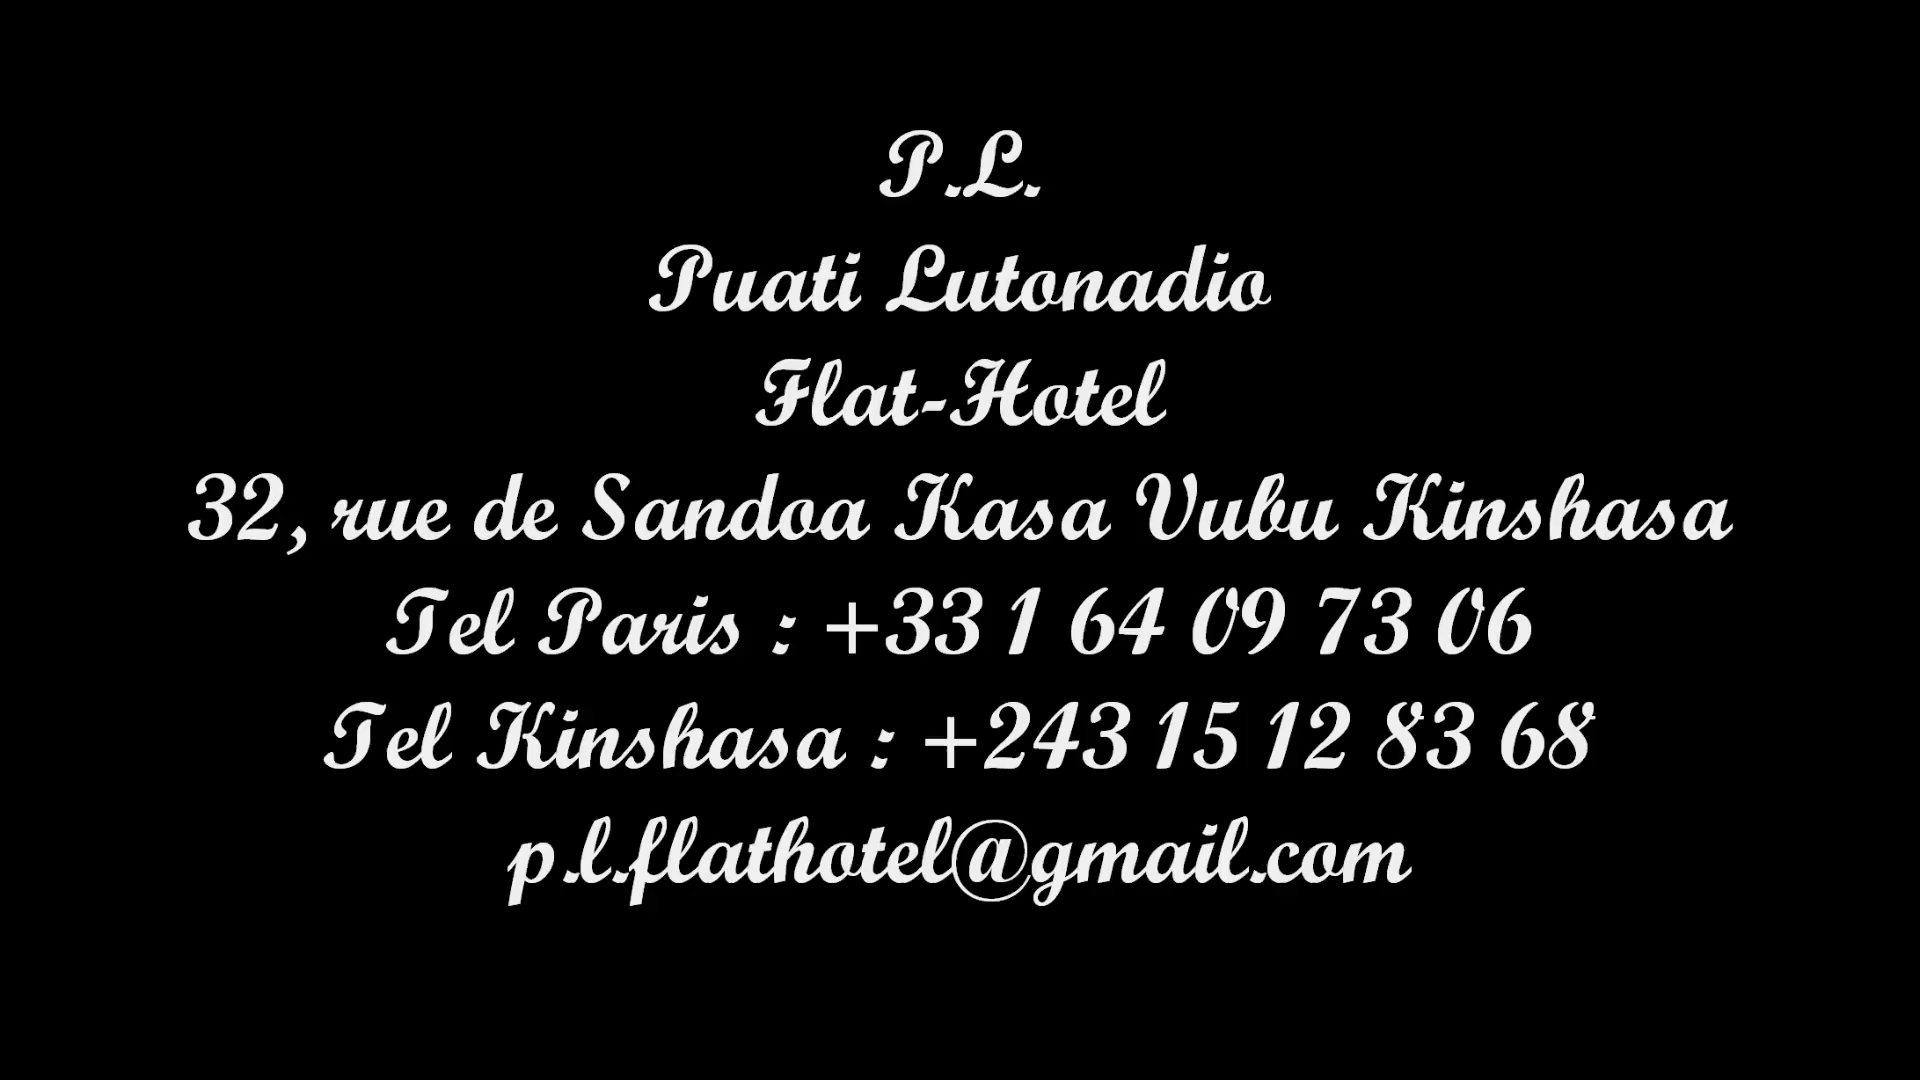 P.L.
Puati Lutonadio
Flat-Hotel
32, rue de Sandoa Kasa Vubu Kinshasa
Tel Paris : +33 1 64 09 73 06
Tel Kinshasa : +243 15 12 83 68
p.l.flathotel@gmail.com